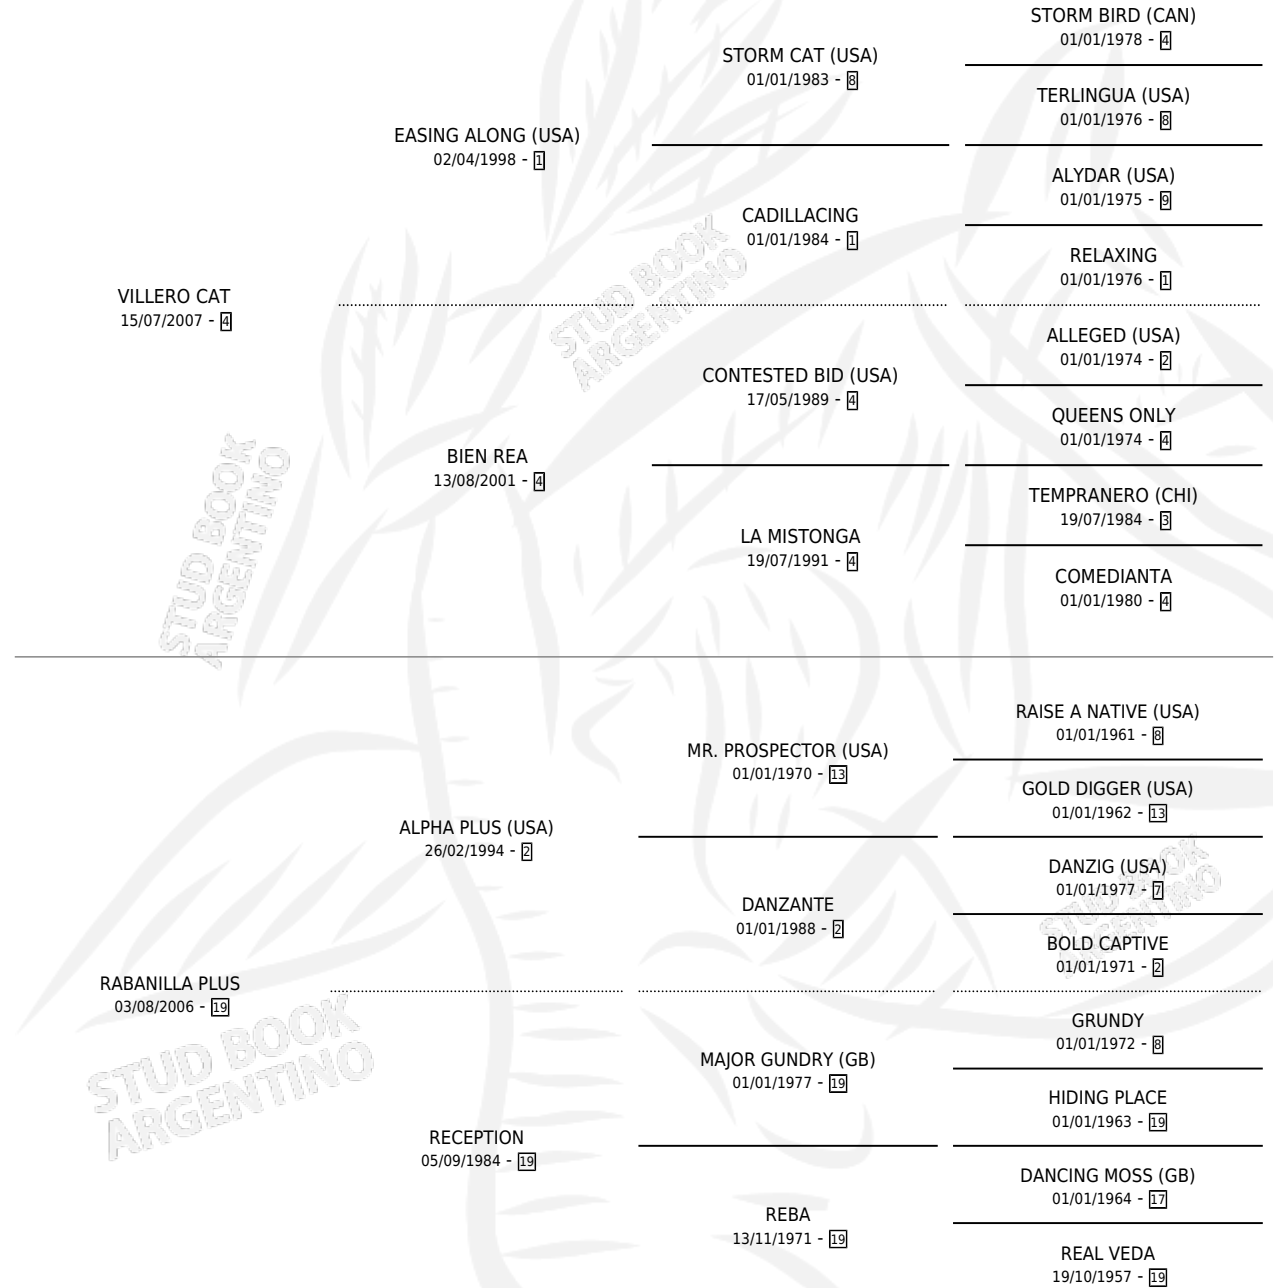 STORM BIRD (CAN)
01/01/1978 - 4
STORM CAT (USA)
01/01/1983 - 8
TERLINGUA (USA)
01/01/1976 - 8
EASING ALONG (USA)
02/04/1998 - 1
ALYDAR (USA)
01/01/1975 - 9
CADILLACING
01/01/1984 - 1
RELAXING
01/01/1976 - 1
VILLERO CAT
15/07/2007 - 4
STUD BOOK
ARGENTINO
ALLEGED (USA)
01/01/1974 - 2
CONTESTED BID (USA)
17/05/1989 - 4
QUEENS ONLY
01/01/1974 - 4
BIEN REA
13/08/2001 - 4
TEMPRANERO (CHI)
19/07/1984 - 3
LA MISTONGA
19/07/1991 - 4
COMEDIANTA
01/01/1980 - 4
STUD BOOK
ARGENTINO
RAISE A NATIVE (USA)
01/01/1961 - 8
MR. PROSPECTOR (USA)
01/01/1970 - 13
GOLD DIGGER (USA)
01/01/1962 - 13
ALPHA PLUS (USA)
26/02/1994 - 2
DANZIG (USA)
01/01/1977 - 7
STUD BOOK
ARGENTINO
DANZANTE
01/01/1988 - 2
BOLD CAPTIVE
01/01/1971 - 2
RABANILLA PLUS
03/08/2006 - 19
STUD BOOK
ARGENTINO
GRUNDY
01/01/1972 - 8
MAJOR GUNDRY (GB)
01/01/1977 - 19
HIDING PLACE
01/01/1963 - 19
RECEPTION
05/09/1984 - 19
DANCING MOSS (GB)
01/01/1964 - 17
REBA
13/11/1971 - 19
REAL VEDA
19/10/1957 - 19